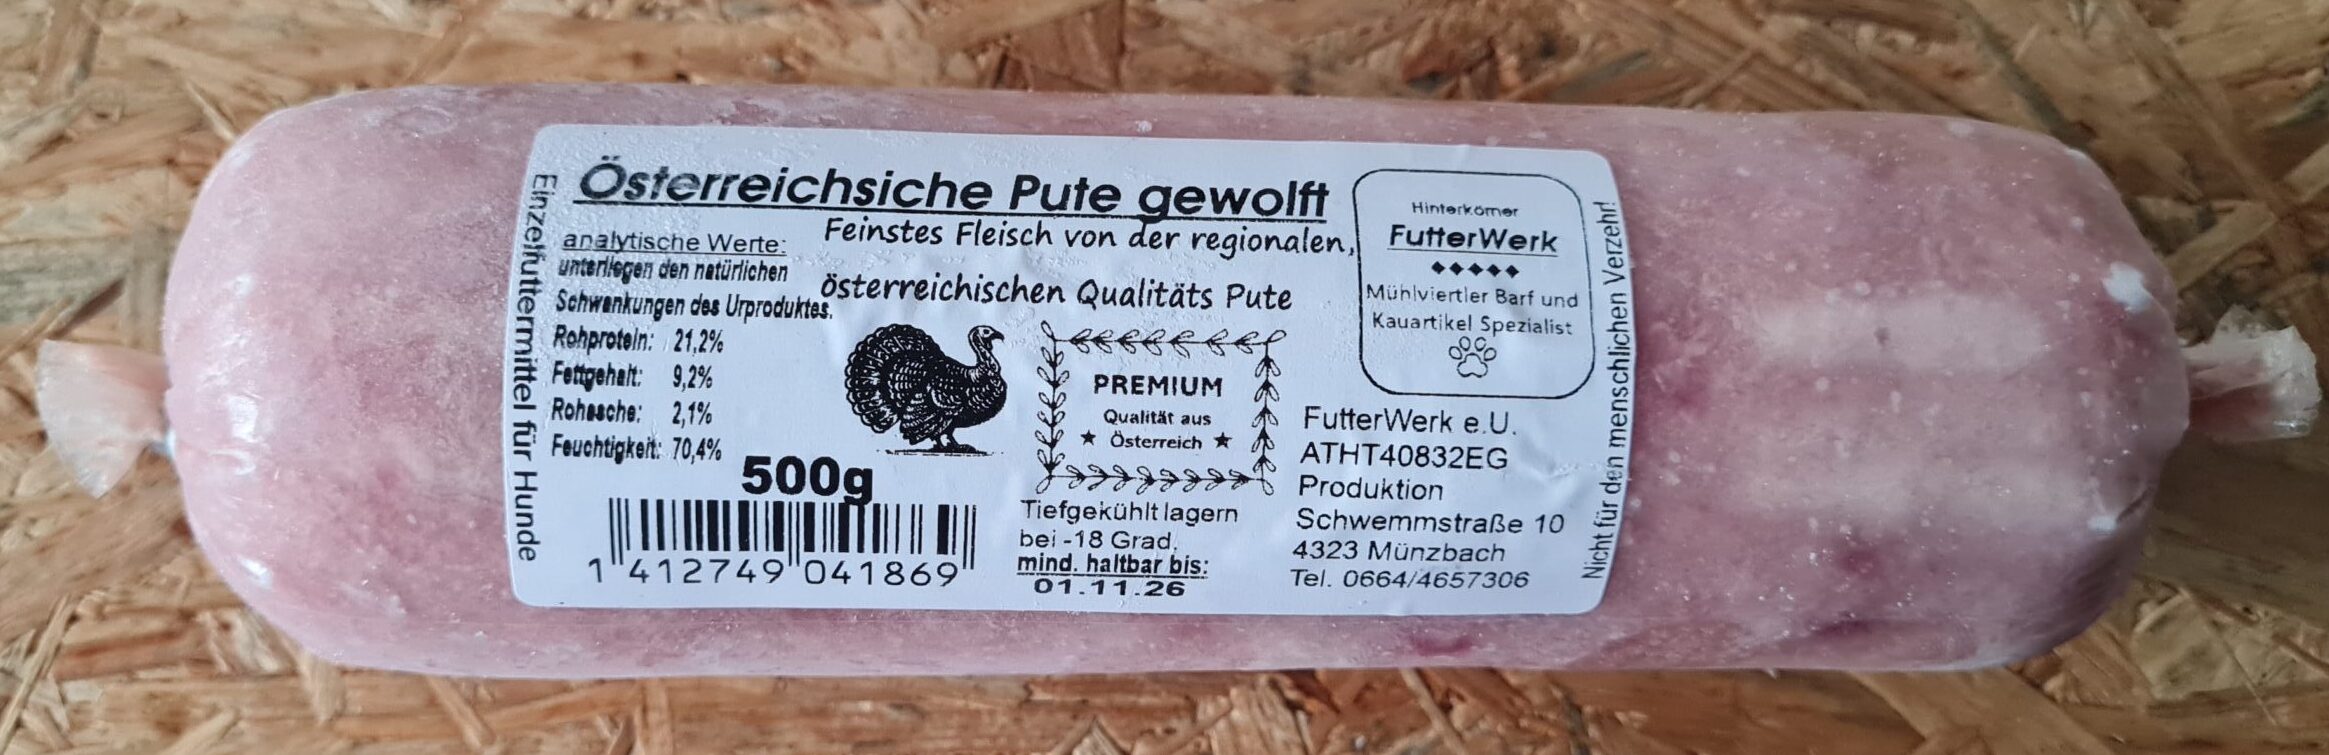 Einzelfuttermittel für Hunde
Österreichsiche Pute gewolft
Feinstes Fleisch von der regionalen,
österreichischen Qualitäts Pute
analytische Werte:
unterliegen den natürlichen
Schwankungen des Urproduktes.
Rohprotein: 21,2%
Fettgehalt: 9,2%
Rohasche: 2,1%
Feuchtigkeit: 70,4%
500g
1 412749 041869
PREMIUM
Qualität aus
★ Österreich ★
Tiefgekühlt lagern
bei -18 Grad.
mind. haltbar bis:
01.11.26
Hinterkörner
FutterWerk
Mühlviertler Barf und
Kauartikel Spezialist
FutterWerk e.U.
ATHT40832EG
Produktion
Schwemmstraße 10
4323 Münzbach
Tel. 0664/4657306
Nicht für den menschlichen Verzehr!